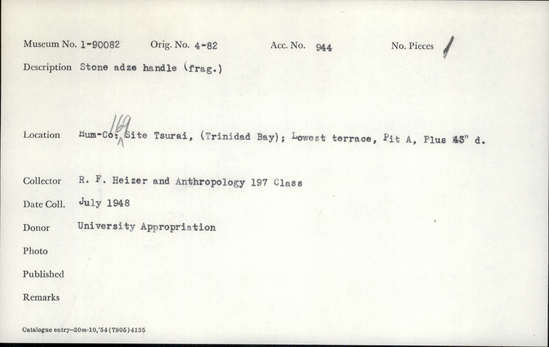 Museum No. 1-90082 Orig. No. 4-82 Acc. No. 944 No. Pieces 1
Description Stone adze handle (frag.)
169
Location Hum-Co; Site Tsurai, (Trinidad Bay); Lowest terrace, Pit A, Plus 43" d.
Collector R. F. Heizer and Anthropology 197 Class
Date Coll. July 1948
Donor University Appropriation
Photo
Published
Remarks
Catalogue entry—20m-10,'54(7805)4135